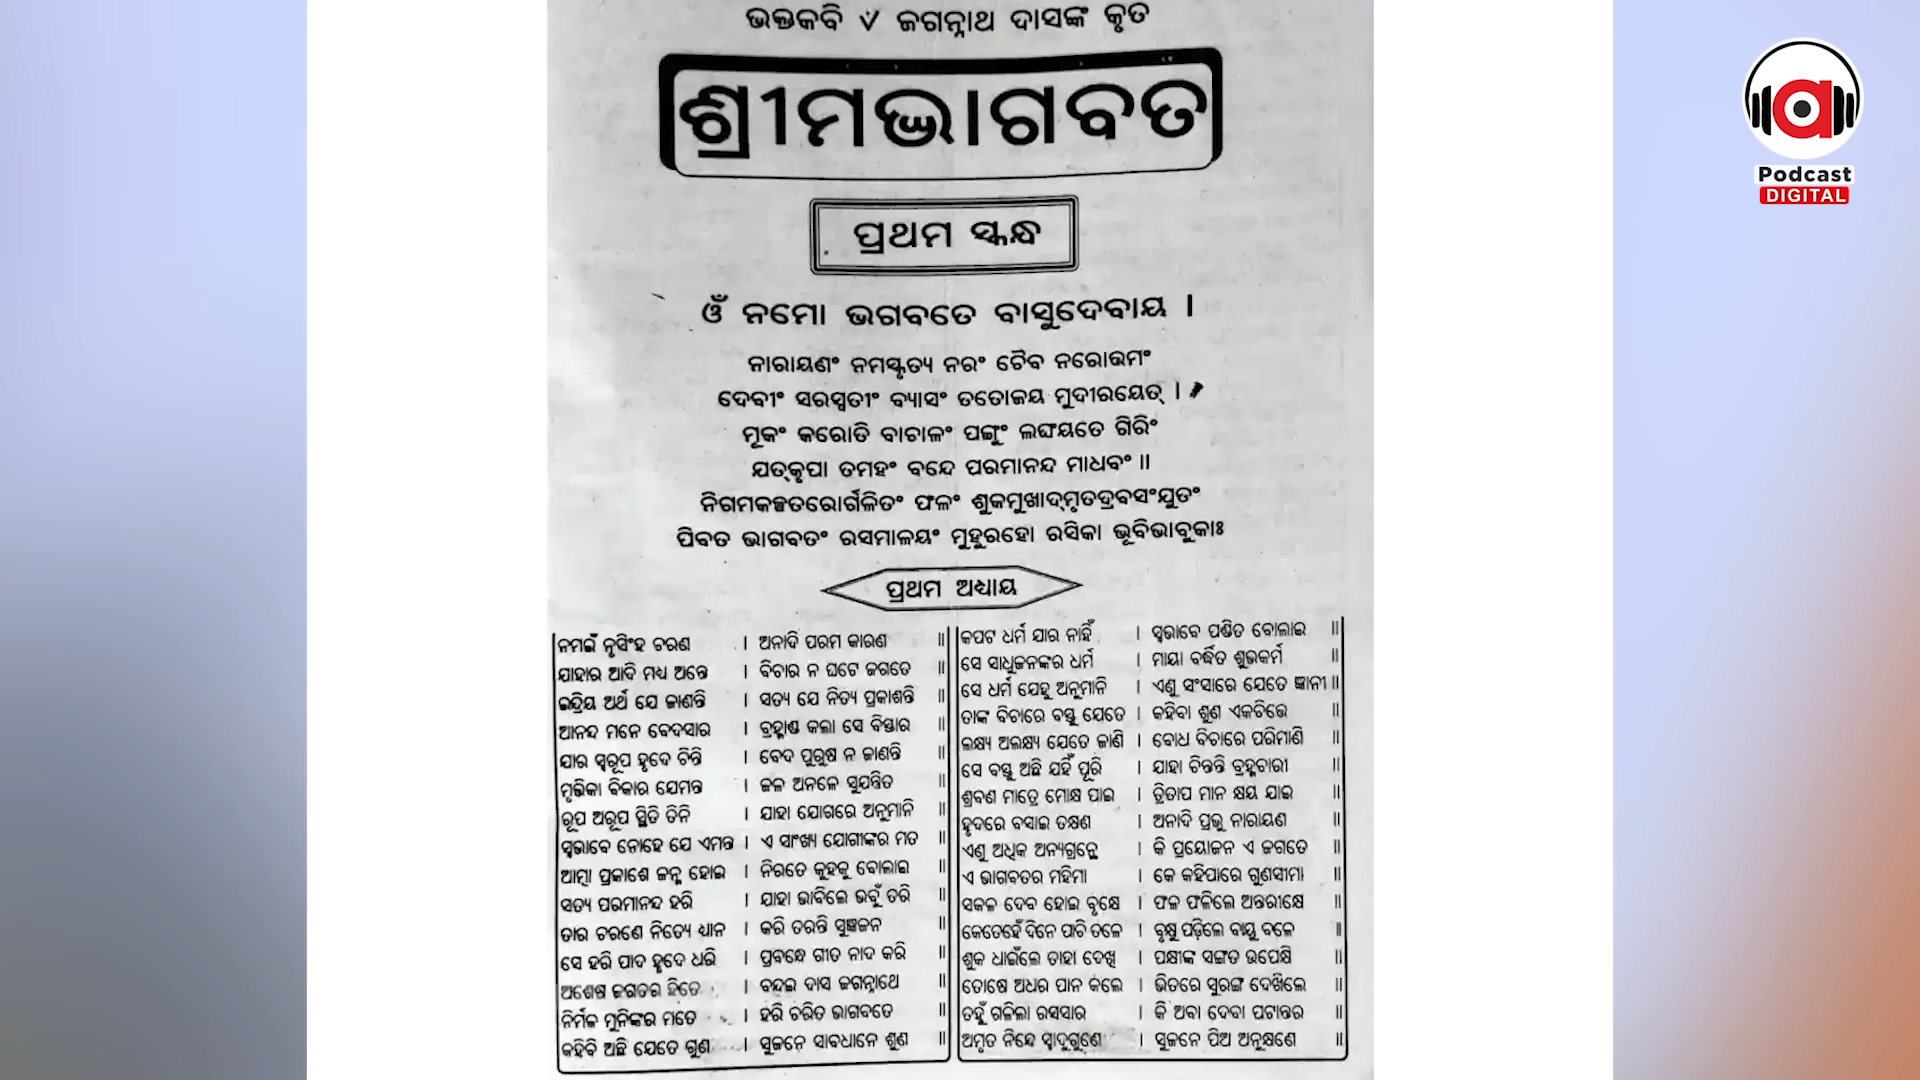 ଭକ୍ତକବି ୰ ଜଗନ୍ନାଥ ଦାସଙ୍କ କୃତ
ଶ୍ରୀମଦ୍ଭାଗବତ
ପ୍ରଥମ ସ୍କନ୍ଧ
ଓଁ ନମୋ ଭଗବତେ ବାସୁଦେବାୟ ।
ନାରାୟଣଂ ନମସ୍କୃତ୍ୟ ନରଂ ଚୈବ ନରୋତ୍ତମଂ
ଦେବୀଂ ସରସ୍ୱତୀଂ ବ୍ୟାସଂ ତତୋଜୟ ମୁଦୀରୟେତ୍ ।
ମୂକଂ କରୋତି ବାଚାଳଂ ପଙ୍ଗୁଂ ଲଙ୍ଘୟତେ ଗିରିଂ
ଯତ୍‌କୃପା ତମହଂ ବନ୍ଦେ ପରମାନନ୍ଦ ମାଧବଂ ॥
ନିଗମକଳ୍ପତରୋର୍ଗଳିତଂ ଫଳଂ ଶୁକମୁଖାଦ୍‌ମୃତଦ୍ରବସଂଯୁତଂ
ପିବତ ଭାଗବତଂ ରସମାଳୟଂ ମୁହୁରହୋ ରସିକା ଭୂବିଭାବୁକାଃ
ପ୍ରଥମ ଅଧ୍ୟାୟ
ନମଇଁ ନୃସିଂହ ଚରଣ । ଅନାଦି ପରମ କାରଣ ॥
ଯାହାର ଆଦି ମଧ୍ୟ ଅନ୍ତେ । ବିଚାର ନ ଘଟେ ଜଗତେ ॥
ଇନ୍ଦ୍ରିୟ ଅର୍ଥ ଯେ ଜାଣନ୍ତି । ସତ୍ୟ ଯେ ନିତ୍ୟ ପ୍ରକାଶନ୍ତି ॥
ଆନନ୍ଦ ମନେ ବେଦସାର । ବ୍ରହ୍ମାଣ୍ଡ କଲା ସେ ବିସ୍ତାର ॥
ଯାର ସ୍ୱରୂପ ହୃଦେ ଚିନ୍ତି । ବେଦ ପୁରୁଷ ନ ଜାଣନ୍ତି ॥
ମୃତ୍ତିକା ବିକାର ଯେମନ୍ତ । ଜଳ ଅନଳେ ସୁଯନ୍ତ୍ରିତ ॥
ରୂପ ଅରୂପ ସ୍ଥିତି ତିନି । ଯାହା ଯୋଗରେ ଅନୁମାନି ॥
ସ୍ୱଭାବେ ନୋହେ ଯେ ଏମନ୍ତ । ଏ ସାଂଖ୍ୟ ଯୋଗୀଙ୍କର ମତ ॥
ଆତ୍ମା ପ୍ରକାଶେ ଜନ୍ମ ହୋଇ । ନିରତେ କୁହକୁ ବୋଲାଇ ॥
ସତ୍ୟ ପରମାନନ୍ଦ ହରି । ଯାହା ଭାବିଲେ ଭବୁଁ ତରି ॥
ତାର ଚରଣେ ନିତ୍ୟେ ଧ୍ୟାନ । କରି ତରନ୍ତି ସୁଜ୍ଞଜନ ॥
ସେ ହରି ପାଦ ହୃଦେ ଧରି । ପ୍ରବନ୍ଧେ ଗୀତ ନାଦ କରି ॥
ଅଶେଷ ଜଗତର ହିତେ । ବନ୍ଦଇ ଦାସ ଜଗନ୍ନାଥେ ॥
ନିର୍ମଳ ମୁନିଙ୍କର ମତେ । ହରି ଚରିତ ଭାଗବତେ ॥
କହିବି ଅଛି ଯେତେ ଗୁଣ । ସୁଜନେ ସାବଧାନେ ଶୁଣ ॥
କପଟ ଧର୍ମ ଯାର ନାହିଁ । ସ୍ୱଭାବେ ପଣ୍ଡିତ ବୋଲାଇ ॥
ସେ ସାଧୁଜନଙ୍କର ଧର୍ମ । ମାୟା ବର୍ଜିତ ଶୁଭକର୍ମ ॥
ସେ ଧର୍ମ ଯେହୁ ଅନୁମାନି । ଏଣୁ ସଂସାରେ ଯେତେ ଜ୍ଞାନୀ ॥
ତାଙ୍କ ବିଚାରେ ବସ୍ତୁ ଯେତେ । କହିବା ଶୁଣ ଏକଚିତ୍ତେ ॥
ଲକ୍ଷ୍ୟ ଅଲକ୍ଷ୍ୟ ଯେତେ ଜାଣି । ବୋଧ ବିଚାରେ ପରିମାଣି ॥
ସେ ବସ୍ତୁ ଅଛି ଯହିଁ ପୂରି । ଯାହା ଚିନ୍ତନ୍ତି ବ୍ରହ୍ମଚାରୀ ॥
ଶ୍ରବଣ ମାତ୍ରେ ମୋକ୍ଷ ପାଇ । ତ୍ରିତାପ ମାନ କ୍ଷୟ ଯାଇ ॥
ହୃଦରେ ବସାଇ ତକ୍ଷଣ । ଅନାଦି ପ୍ରଭୁ ନାରାୟଣ ॥
ଏଣୁ ଅଧିକ ଅନ୍ୟଗ୍ରନ୍ଥେ । କି ପ୍ରୟୋଜନ ଏ ଜଗତେ ॥
ଏ ଭାଗବତର ମହିମା । କେ କହିପାରେ ଗୁଣସୀମା ॥
ସକଳ ଦେବ ହୋଇ ବୃକ୍ଷେ । ଫଳ ଫଳିଲେ ଅନ୍ତରୀକ୍ଷେ ॥
କେତେହେଁ ଦିନେ ପାଚି ତଳେ । ବୃକ୍ଷୁ ପଡ଼ିଲେ ବାୟୁ ବଳେ ॥
ଶୁକ ଧାଇଁଲେ ତାହା ଦେଖି । ପକ୍ଷୀଙ୍କ ସଙ୍ଗତ ଉପେକ୍ଷି ॥
ତୋଷେ ଅଧର ପାନ କଲେ । ଭିତରେ ସୁରଙ୍ଗ ଦେଖିଲେ ॥
ତହୁଁ ଗଳିଲା ରସସାର । କି ଅବା ଦେବା ପଟାନ୍ତର ॥
ଅମୃତ ନିନ୍ଦେ ସ୍ୱାଦୁଗୁଣେ । ସୁଜନେ ପିଅ ଅନୁକ୍ଷଣେ ॥
a
Podcast
DIGITAL